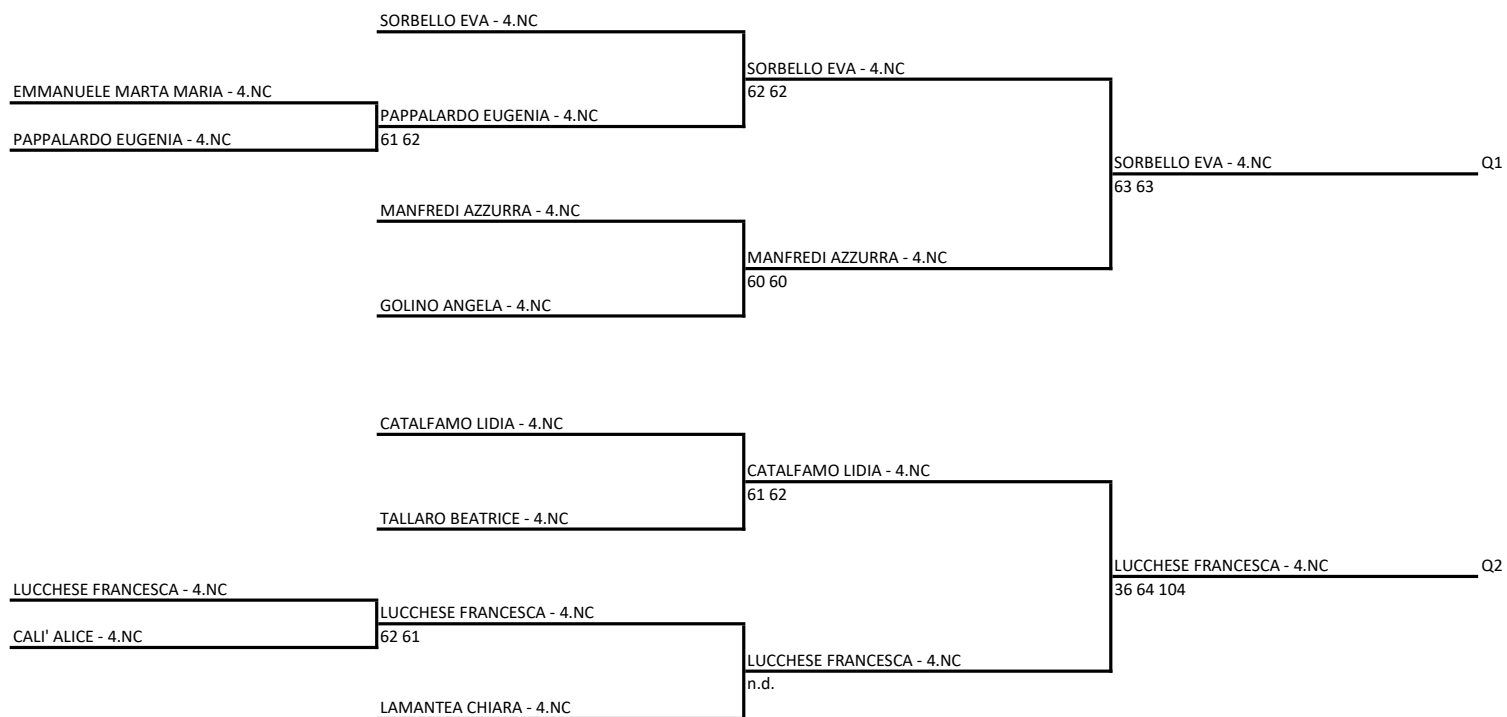 SORBELLO EVA - 4.NC
SORBELLO EVA - 4.NC
EMMANUELE MARTA MARIA - 4.NC
62 62
PAPPALARDO EUGENIA - 4.NC
PAPPALARDO EUGENIA - 4.NC
61 62
SORBELLO EVA - 4.NC Q1
63 63
MANFREDI AZZURRA - 4.NC
MANFREDI AZZURRA - 4.NC
60 60
GOLINO ANGELA - 4.NC
CATALFAMO LIDIA - 4.NC
CATALFAMO LIDIA - 4.NC
61 62
TALLARO BEATRICE - 4.NC
LUCCHESE FRANCESCA - 4.NC Q2
LUCCHESE FRANCESCA - 4.NC
36 64 104
LUCCHESE FRANCESCA - 4.NC
CALI' ALICE - 4.NC
62 61
LUCCHESE FRANCESCA - 4.NC
n.d.
LAMANTEA CHIARA - 4.NC